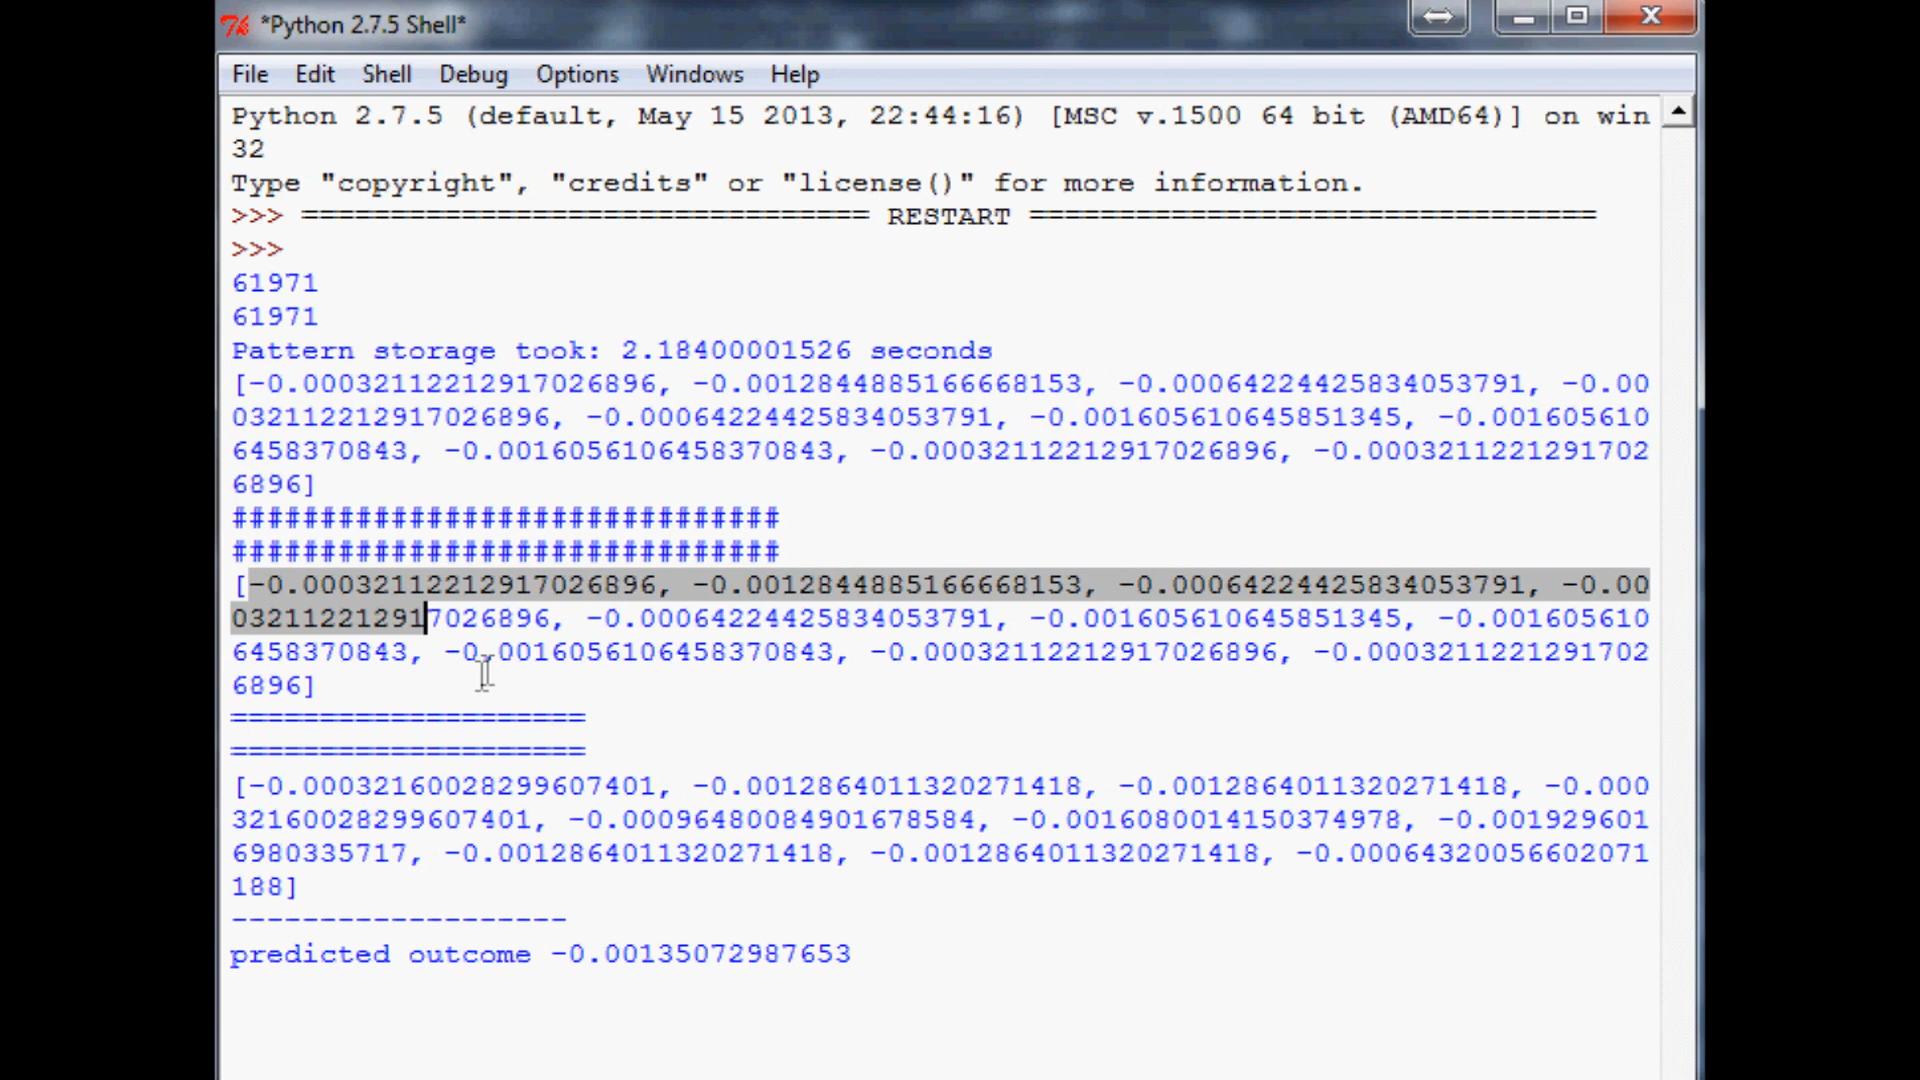 *Python 2.7.5 Shell*
File Edit Shell Debug Options Windows Help
Python 2.7.5 (default, May 15 2013, 22:44:16) [MSC v.1500 64 bit (AMD64)] on win
32
Type "copyright", "credits" or "license()" for more information.
>>> ================================ RESTART ================================
>>>
61971
61971
Pattern storage took: 2.18400001526 seconds
[-0.00032112212917026896, -0.0012844885166668153, -0.00064224425834053791, -0.00
032112212917026896, -0.00064224425834053791, -0.001605610645851345, -0.001605610
6458370843, -0.0016056106458370843, -0.00032112212917026896, -0.0003211221291702
6896]
###############################
###############################
[-0.00032112212917026896, -0.0012844885166668153, -0.00064224425834053791, -0.00
032112212917026896, -0.00064224425834053791, -0.001605610645851345, -0.001605610
6458370843, -0.0016056106458370843, -0.00032112212917026896, -0.0003211221291702
6896]
====================
====================
[-0.00032160028299607401, -0.0012864011320271418, -0.0012864011320271418, -0.000
32160028299607401, -0.00096480084901678584, -0.0016080014150374978, -0.001929601
6980335717, -0.0012864011320271418, -0.0012864011320271418, -0.00064320056602071
188]
-------------------
predicted outcome -0.00135072987653